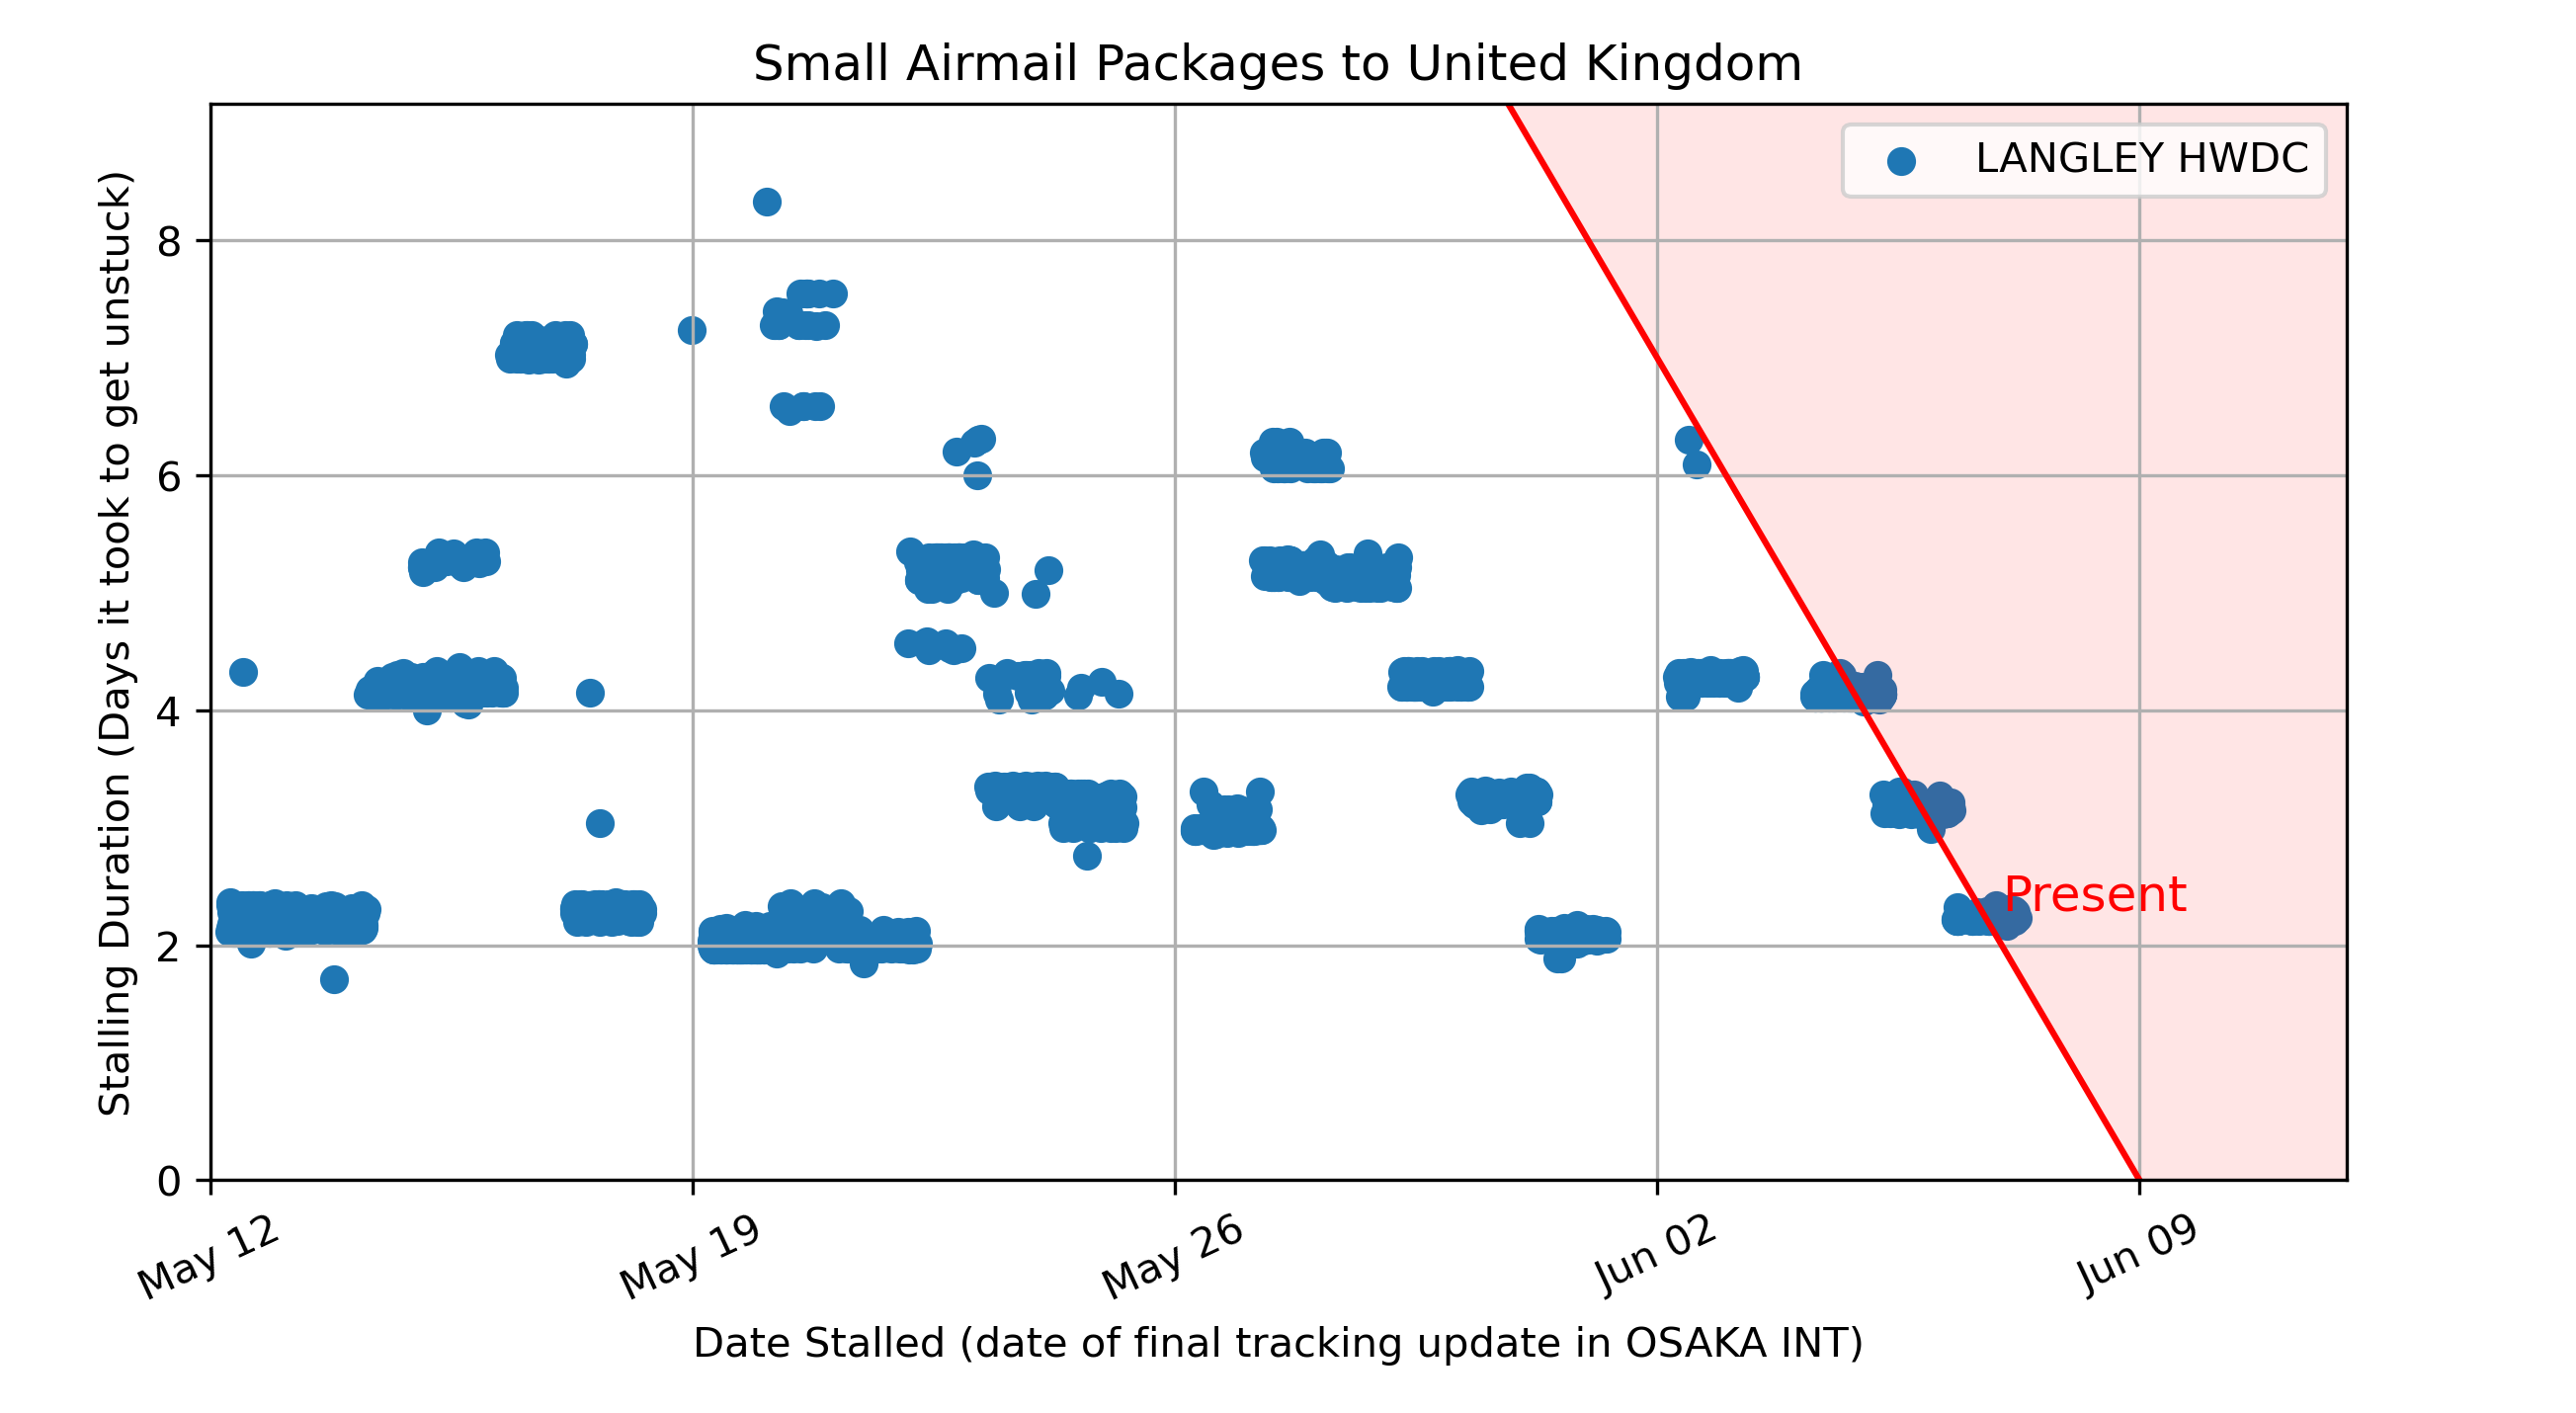 Small Airmail Packages to United Kingdom
LANGLEY HWDC
Stalling Duration (Days it took to get unstuck)
8
6
4
2
0
Present
May 12
May 19
May 26
Jun 02
Jun 09
Date Stalled (date of final tracking update in OSAKA INT)